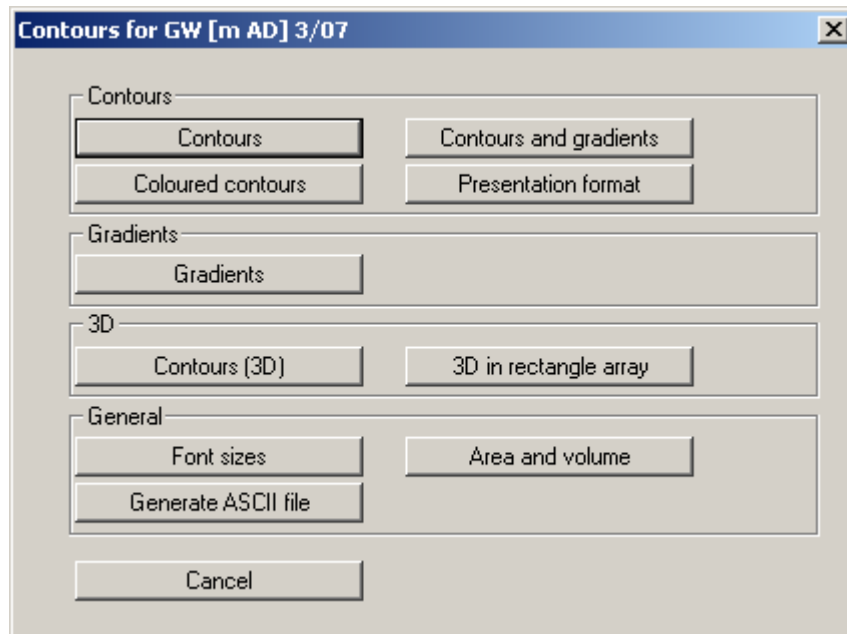 Contours for GW [m AD] 3/07
Contours
Contours Contours and gradients
Coloured contours Presentation format
Gradients
Gradients
3D
Contours (3D) 3D in rectangle array
General
Font sizes Area and volume
Generate ASCII file
Cancel